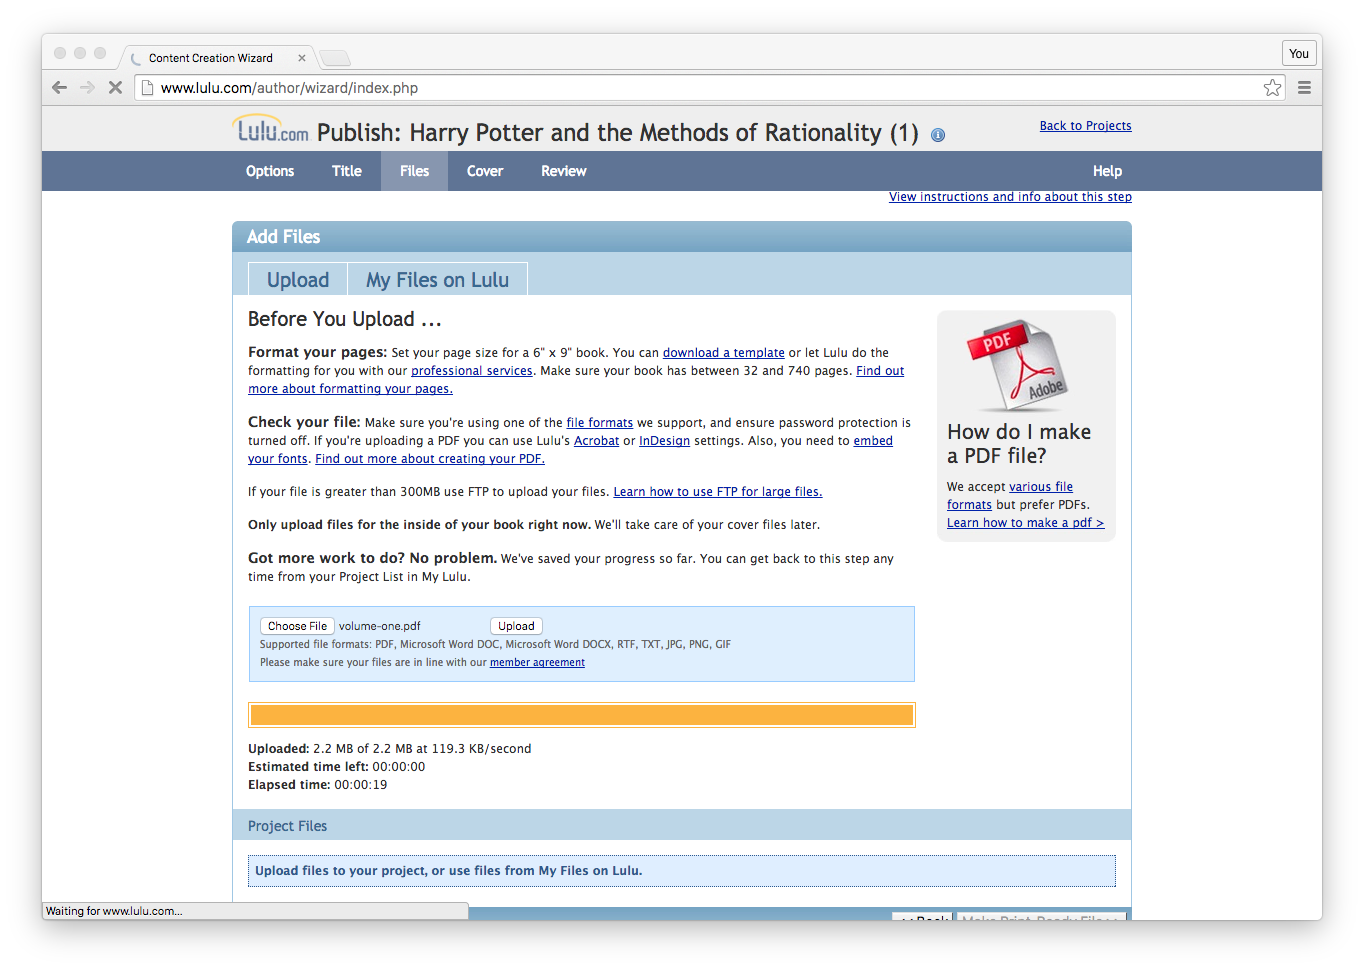 Content Creation Wizard
You
www.lulu.com/author/wizard/index.php
Lulu.com Publish: Harry Potter and the Methods of Rationality (1)
Back to Projects
Options Title Files Cover Review Help
View instructions and info about this step
Add Files
Upload My Files on Lulu
Before You Upload ...
Format your pages: Set your page size for a 6" x 9" book. You can download a template or let Lulu do the
formatting for you with our professional services. Make sure your book has between 32 and 740 pages. Find out
more about formatting your pages.
Check your file: Make sure you're using one of the file formats we support, and ensure password protection is
turned off. If you're uploading a PDF you can use Lulu's Acrobat or InDesign settings. Also, you need to embed
your fonts. Find out more about creating your PDF.
If your file is greater than 300MB use FTP to upload your files. Learn how to use FTP for large files.
Only upload files for the inside of your book right now. We'll take care of your cover files later.
Got more work to do? No problem. We've saved your progress so far. You can get back to this step any
time from your Project List in My Lulu.
PDF
Adobe
How do I make
a PDF file?
We accept various file
formats but prefer PDFs.
Learn how to make a pdf >
Choose File volume-one.pdf Upload
Supported file formats: PDF, Microsoft Word DOC, Microsoft Word DOCX, RTF, TXT, JPG, PNG, GIF
Please make sure your files are in line with our member agreement
Uploaded: 2.2 MB of 2.2 MB at 119.3 KB/second
Estimated time left: 00:00:00
Elapsed time: 00:00:19
Project Files
Upload files to your project, or use files from My Files on Lulu.
Waiting for www.lulu.com...
<< Back Make Print-Ready File >>